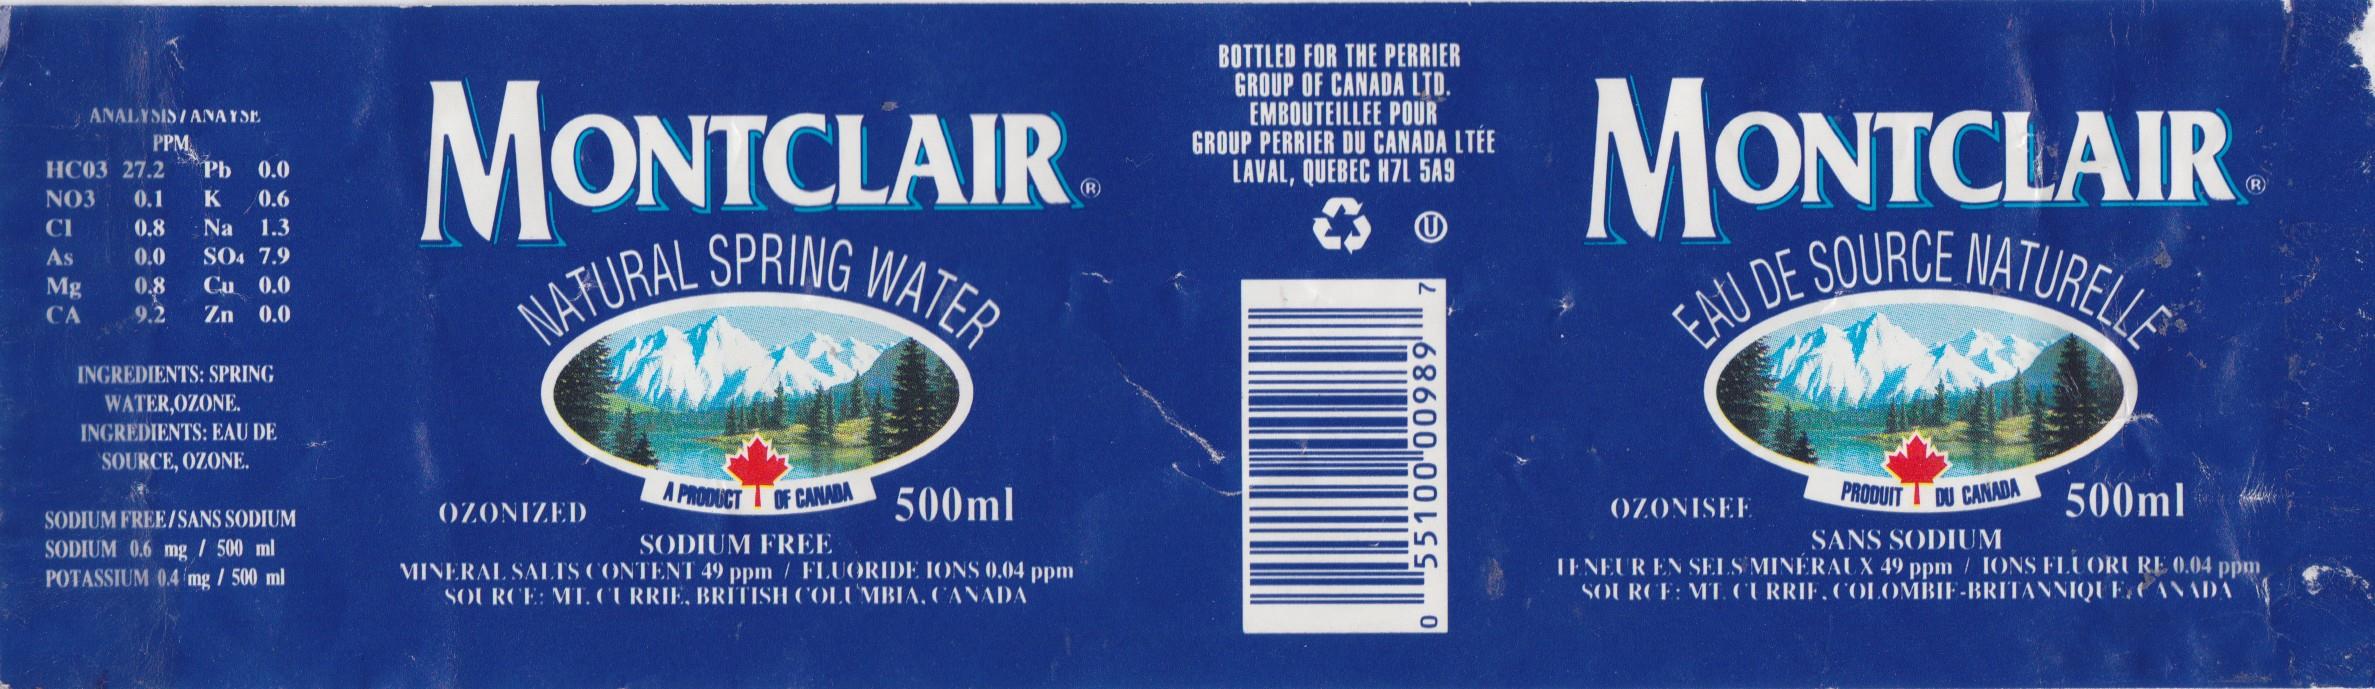 ANALYSIS / ANAYSE
PPM
HC03 27.2 Pb 0.0
NO3 0.1 K 0.6
Cl 0.8 Na 1.3
As 0.0 SO4 7.9
Mg 0.8 Cu 0.0
CA 9.2 Zn 0.0
INGREDIENTS: SPRING
WATER,OZONE.
INGREDIENTS: EAU DE
SOURCE, OZONE.
SODIUM FREE/SANS SODIUM
SODIUM 0.6 mg / 500 ml
POTASSIUM 0.4 mg / 500 ml
MONTCLAIR®
NATURAL SPRING WATER
A PRODUCT OF CANADA
OZONIZED 500ml
SODIUM FREE
MINERAL SALTS CONTENT 49 ppm / FLUORIDE IONS 0.04 ppm
SOURCE: MT. CURRIE, BRITISH COLUMBIA, CANADA
BOTTLED FOR THE PERRIER
GROUP OF CANADA LTD.
EMBOUTEILLEE POUR
GROUP PERRIER DU CANADA LTÉE
LAVAL, QUEBEC H7L 5A9
U
0 55100 00989 7
MONTCLAIR®
EAU DE SOURCE NATURELLE
PRODUIT DU CANADA
OZONISEE 500ml
SANS SODIUM
TENEUR EN SELS MINÉRAUX 49 ppm / IONS FLUORURE 0.04 ppm
SOURCE: MT. CURRIE, COLOMBIE-BRITANNIQUE, CANADA